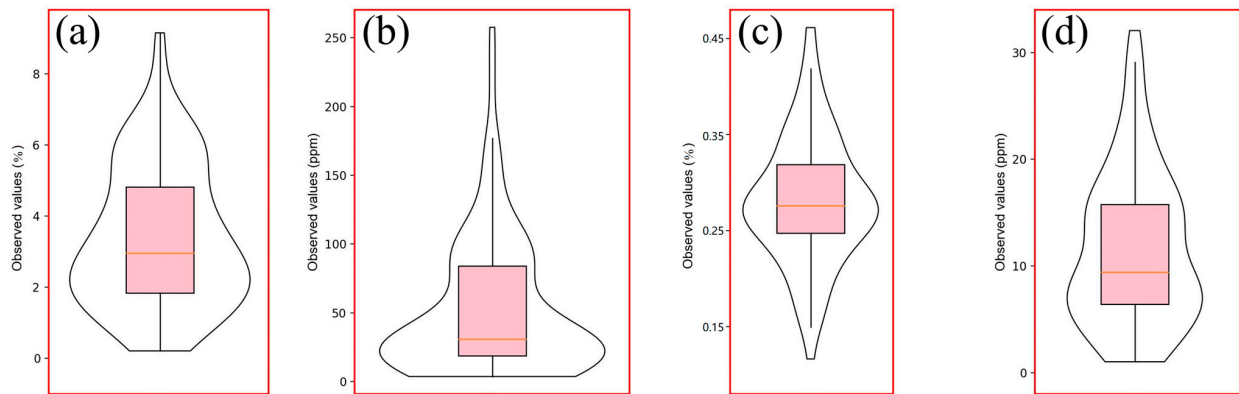 (a)
Observed values (%)
8
6
4
2
0
(b)
Observed values (ppm)
250
200
150
100
50
0
(c)
Observed values (%)
0.45
0.35
0.25
0.15
(d)
Observed values (ppm)
30
20
10
0